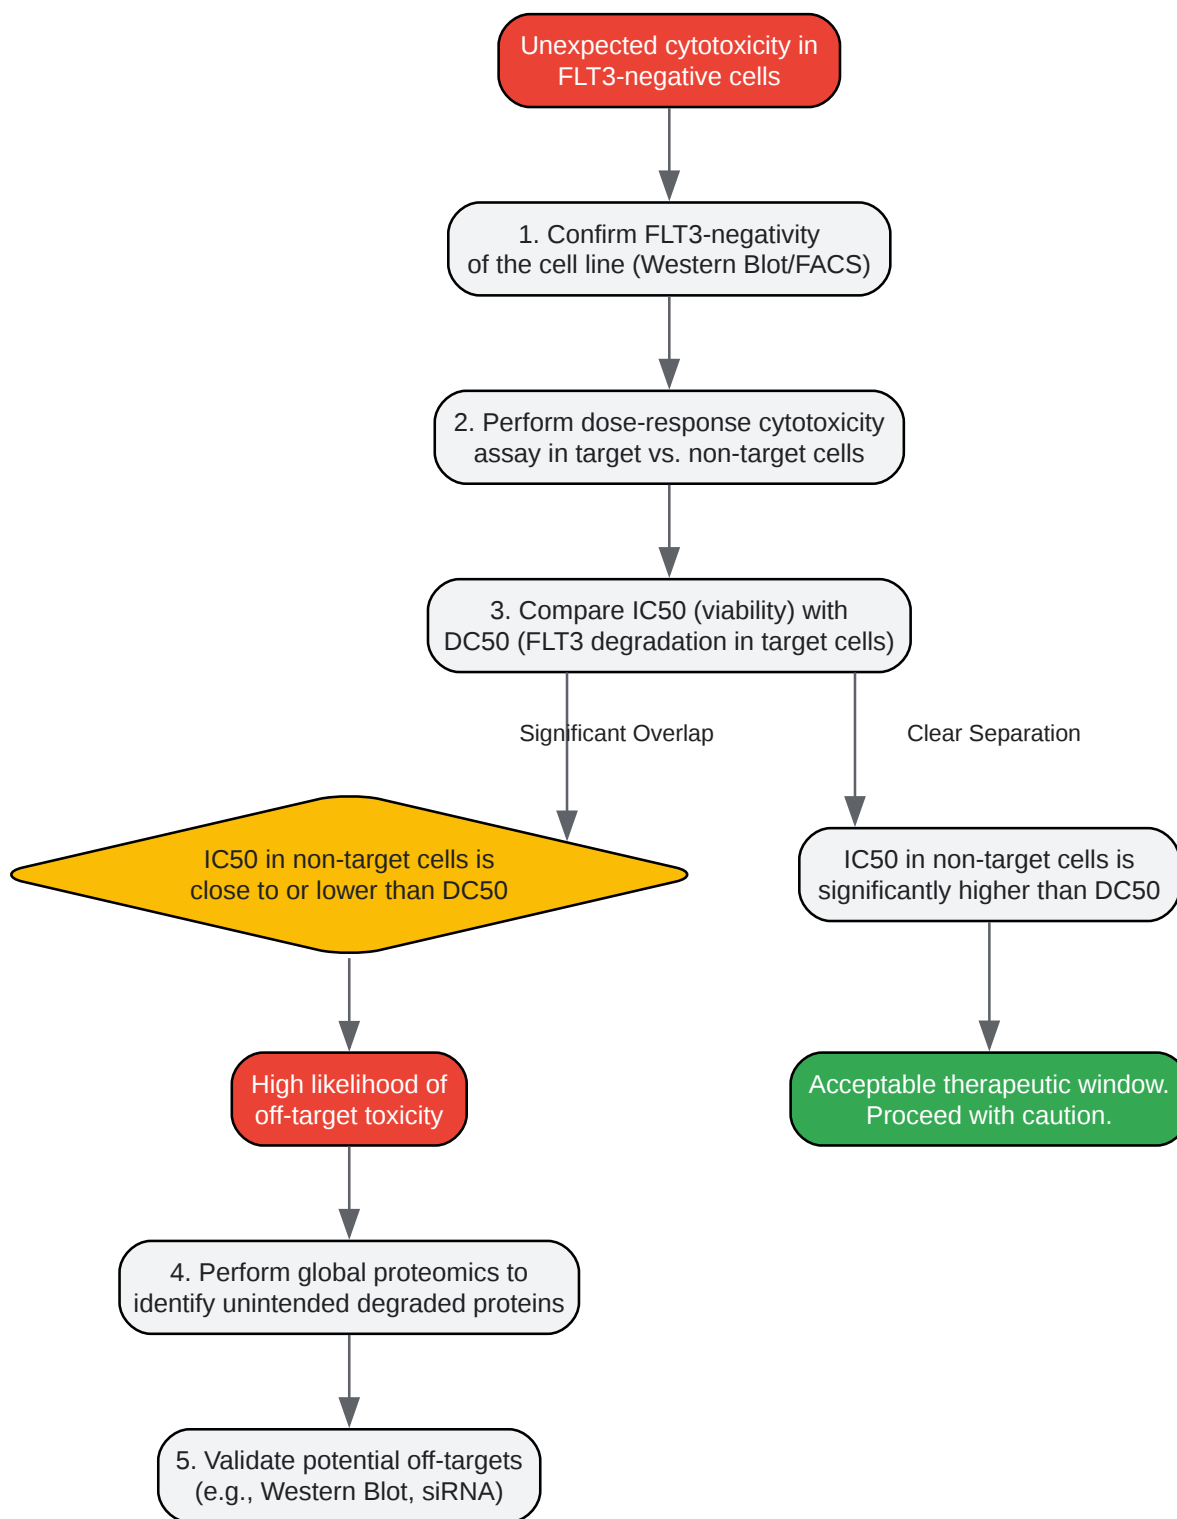 Unexpected cytotoxicity in
FLT3-negative cells
1. Confirm FLT3-negativity
of the cell line (Western Blot/FACS)
2. Perform dose-response cytotoxicity
assay in target vs. non-target cells
3. Compare IC50 (viability) with
DC50 (FLT3 degradation in target cells)
Significant Overlap
Clear Separation
IC50 in non-target cells is
close to or lower than DC50
IC50 in non-target cells is
significantly higher than DC50
High likelihood of
off-target toxicity
Acceptable therapeutic window.
Proceed with caution.
4. Perform global proteomics to
identify unintended degraded proteins
5. Validate potential off-targets
(e.g., Western Blot, siRNA)